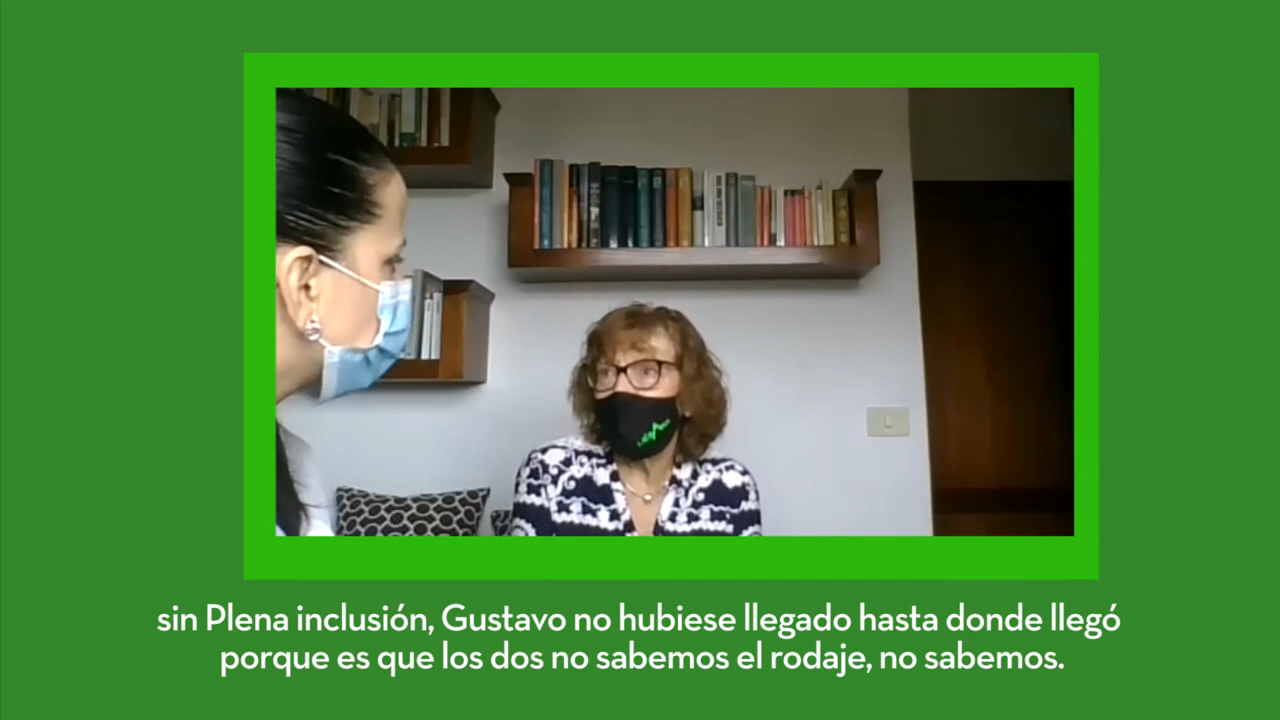 sin Plena inclusión, Gustavo no hubiese llegado hasta donde llegó
porque es que los dos no sabemos el rodaje, no sabemos.